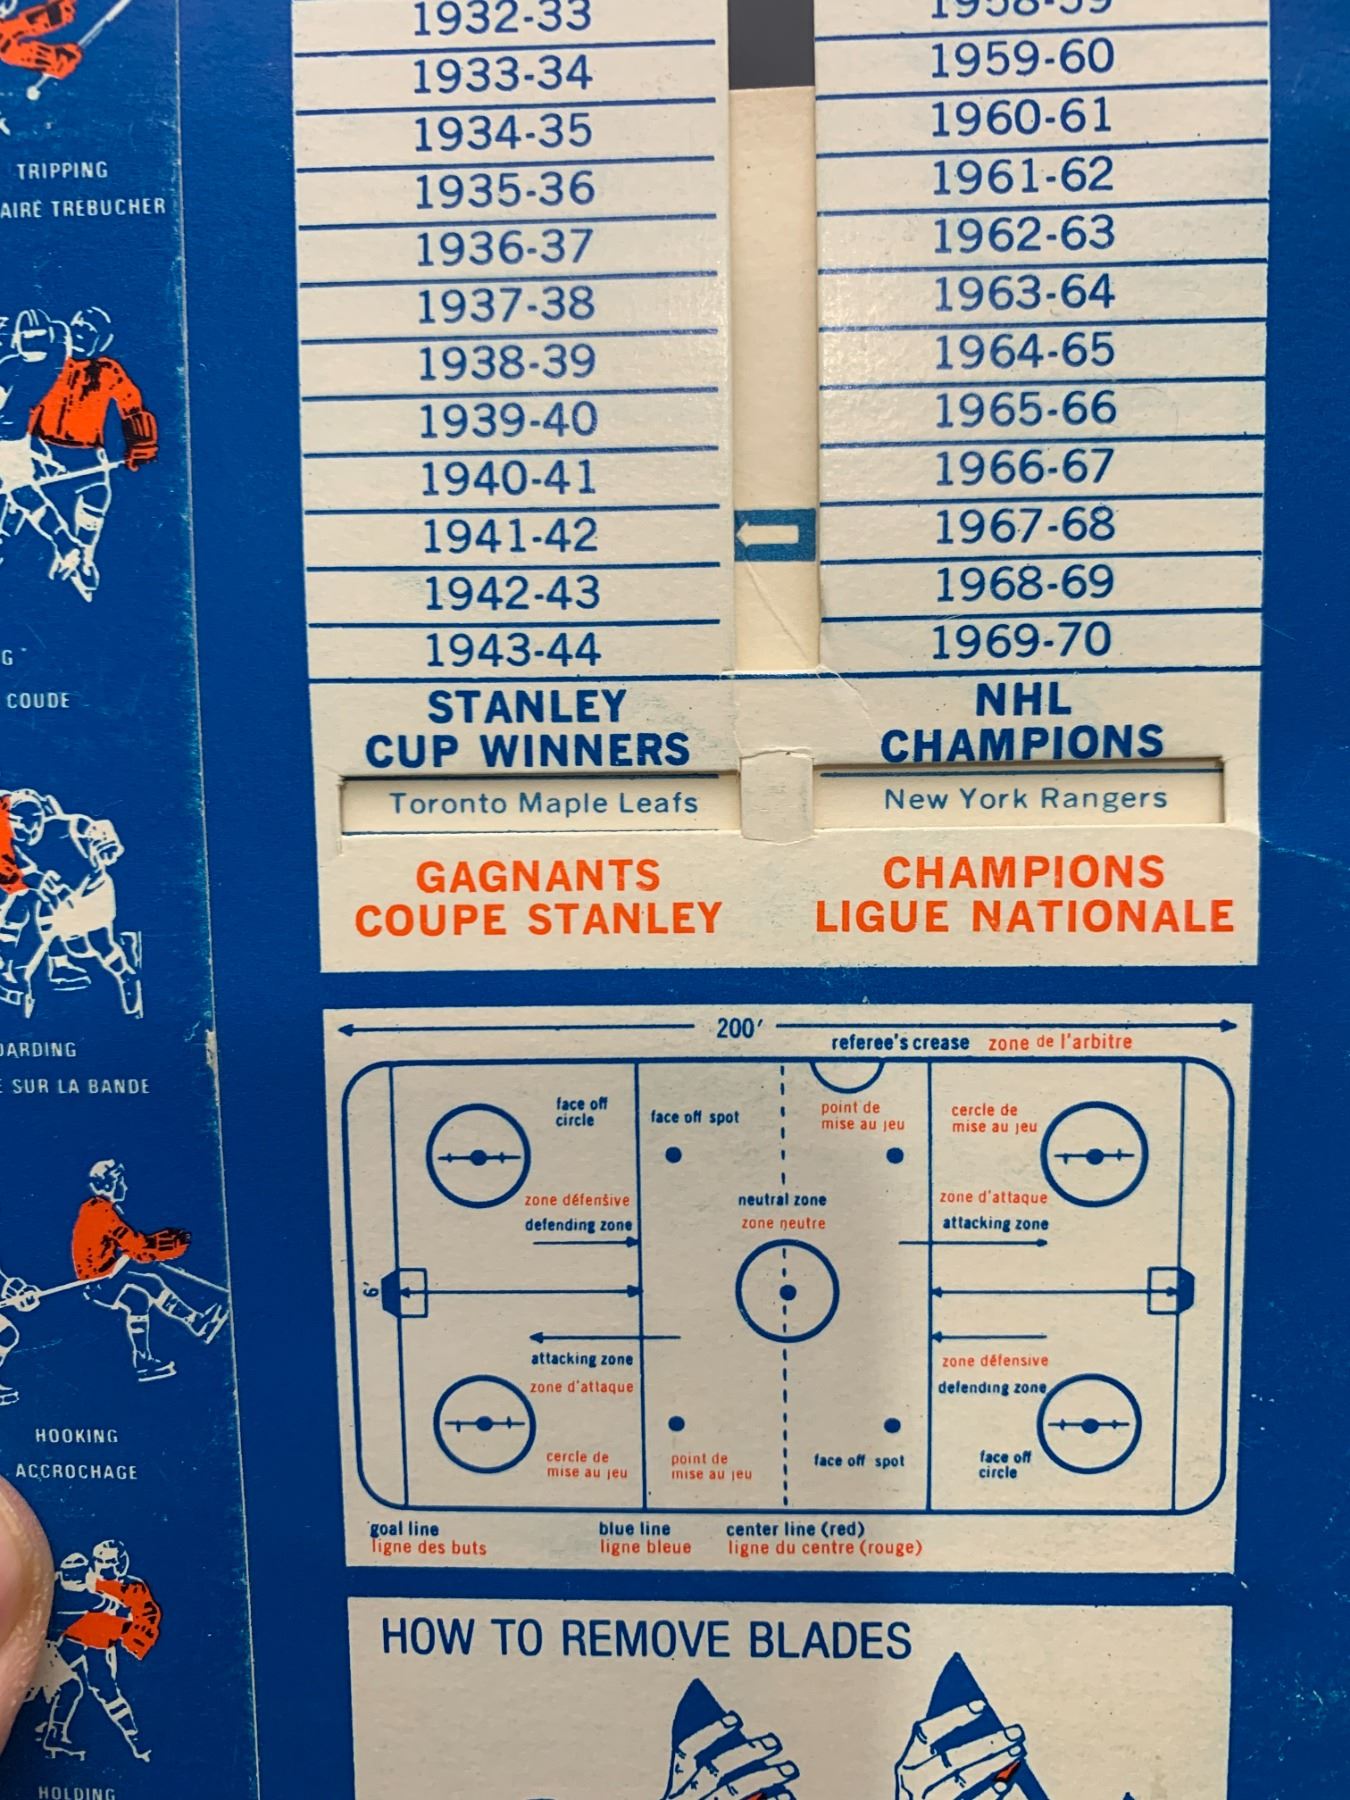 TRIPPING
AIRE TREBUCHER
G
COUDE
OARDING
E SUR LA BANDE
HOOKING
ACCROCHAGE
HOLDING
1932-33
1933-34
1934-35
1935-36
1936-37
1937-38
1938-39
1939-40
1940-41
1941-42
1942-43
1943-44
STANLEY
CUP WINNERS
Toronto Maple Leafs
GAGNANTS
COUPE STANLEY
1958-59
1959-60
1960-61
1961-62
1962-63
1963-64
1964-65
1965-66
1966-67
1967-68
1968-69
1969-70
NHL
CHAMPIONS
New York Rangers
CHAMPIONS
LIGUE NATIONALE
200'
referee's crease zone de l'arbitre
face off
circle
face off spot
point de
mise au jeu
cercle de
mise au jeu
zone défensive
defending zone
neutral zone
zone neutre
zone d'attaque
attacking zone
6'
attacking zone
zone d'attaque
zone défensive
defending zone
cercle de
mise au jeu
point de
mise au jeu
face off spot
face off
circle
goal line
ligne des buts
blue line
ligne bleue
center line (red)
ligne du centre (rouge)
HOW TO REMOVE BLADES